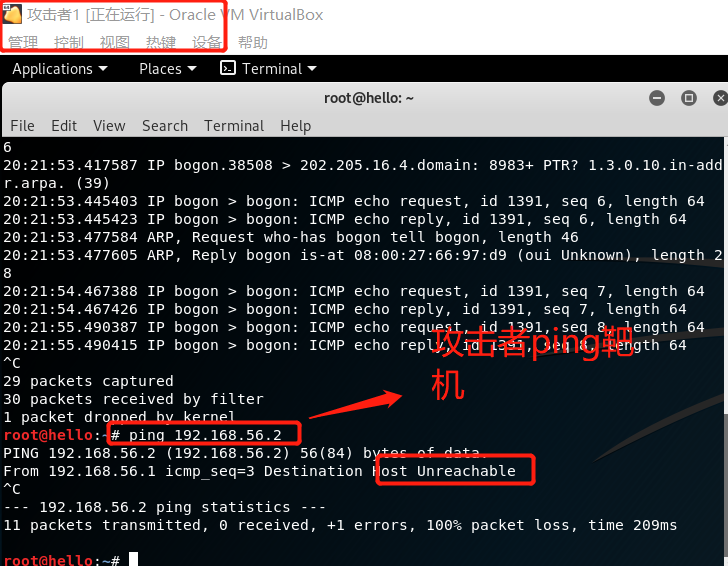 攻击者1 [正在运行] - Oracle VM VirtualBox
管理 控制 视图 热键 设备 帮助
Applications Places Terminal
root@hello: ~
File Edit View Search Terminal Help
6
20:21:53.417587 IP bogon.38508 > 202.205.16.4.domain: 8983+ PTR? 1.3.0.10.in-add
r.arpa. (39)
20:21:53.445403 IP bogon > bogon: ICMP echo request, id 1391, seq 6, length 64
20:21:53.445423 IP bogon > bogon: ICMP echo reply, id 1391, seq 6, length 64
20:21:53.477584 ARP, Request who-has bogon tell bogon, length 46
20:21:53.477605 ARP, Reply bogon is-at 08:00:27:66:97:d9 (oui Unknown), length 2
8
20:21:54.467388 IP bogon > bogon: ICMP echo request, id 1391, seq 7, length 64
20:21:54.467426 IP bogon > bogon: ICMP echo reply, id 1391, seq 7, length 64
20:21:55.490387 IP bogon > bogon: ICMP echo request, id 1391, seq 8, length 64
20:21:55.490415 IP bogon > bogon: ICMP echo reply, id 1391, seq 8, length 64
攻击者ping靶
机
^C
29 packets captured
30 packets received by filter
1 packet dropped by kernel
root@hello:~# ping 192.168.56.2
PING 192.168.56.2 (192.168.56.2) 56(84) bytes of data.
From 192.168.56.1 icmp_seq=3 Destination Host Unreachable
^C
--- 192.168.56.2 ping statistics ---
11 packets transmitted, 0 received, +1 errors, 100% packet loss, time 209ms
root@hello:~#